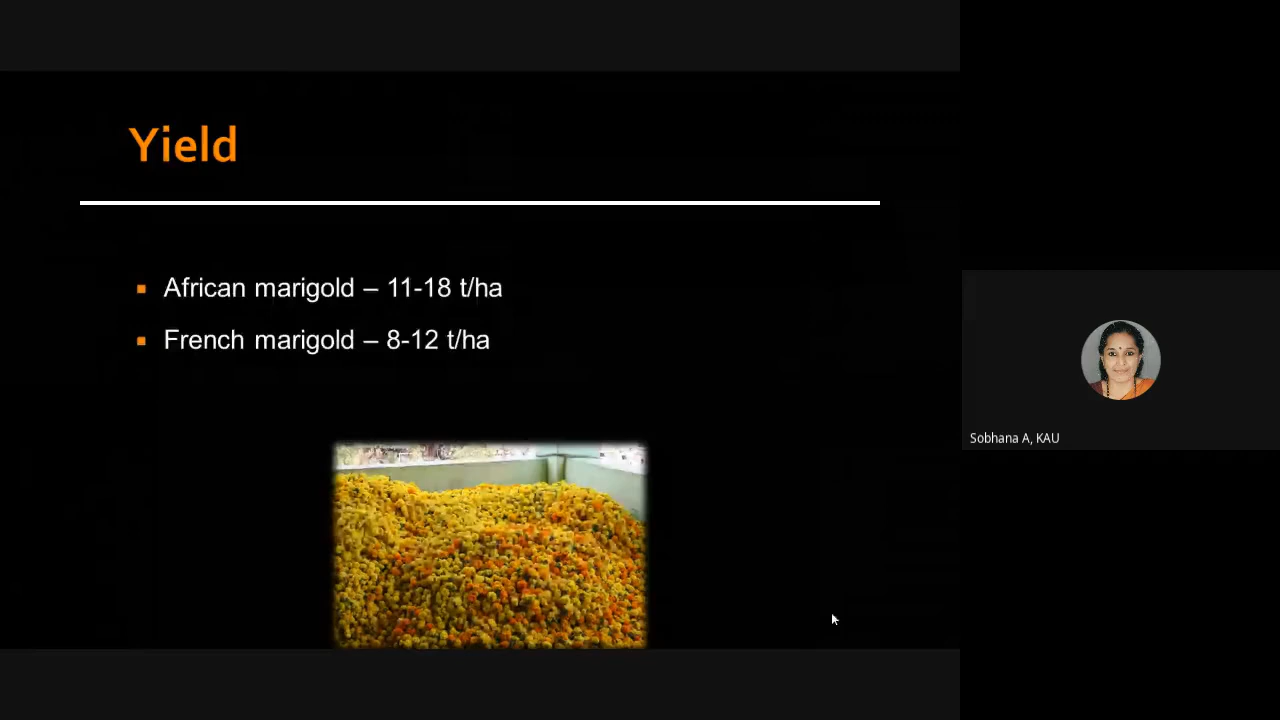 Yield
▪ African marigold – 11-18 t/ha
▪ French marigold – 8-12 t/ha
Sobhana A, KAU